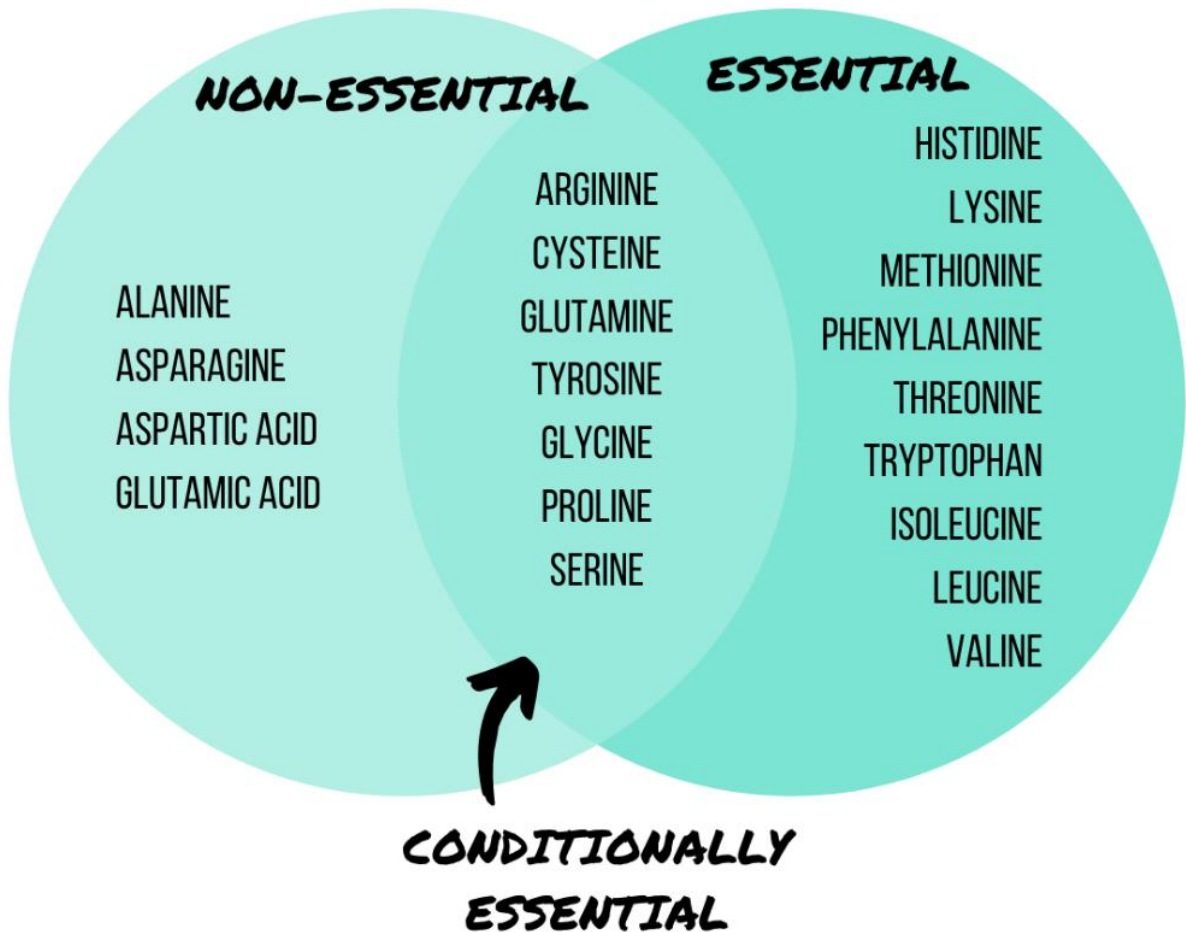 NON-ESSENTIAL
ALANINE
ASPARAGINE
ASPARTIC ACID
GLUTAMIC ACID
ARGININE
CYSTEINE
GLUTAMINE
TYROSINE
GLYCINE
PROLINE
SERINE
ESSENTIAL
HISTIDINE
LYSINE
METHIONINE
PHENYLALANINE
THREONINE
TRYPTOPHAN
ISOLEUCINE
LEUCINE
VALINE
CONDITIONALLY
ESSENTIAL